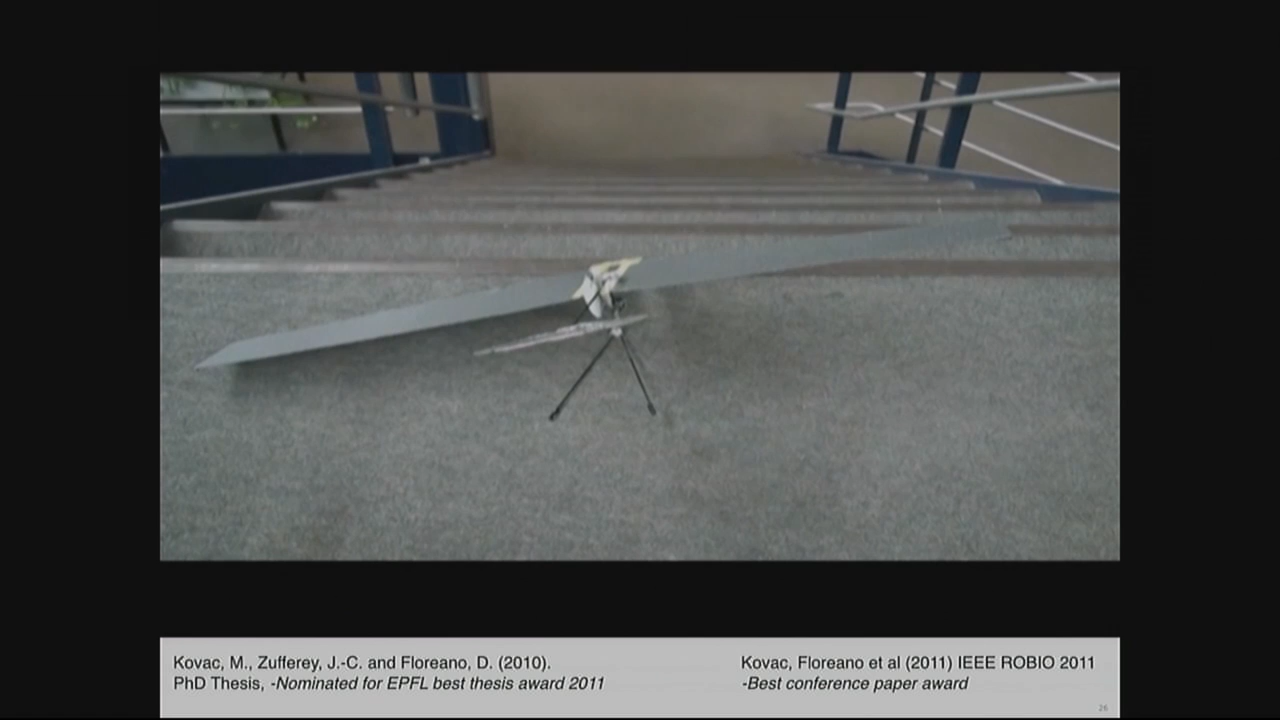 Kovac, M., Zufferey, J.-C. and Floreano, D. (2010).
PhD Thesis, -Nominated for EPFL best thesis award 2011
Kovac, Floreano et al (2011) IEEE ROBIO 2011
-Best conference paper award
26